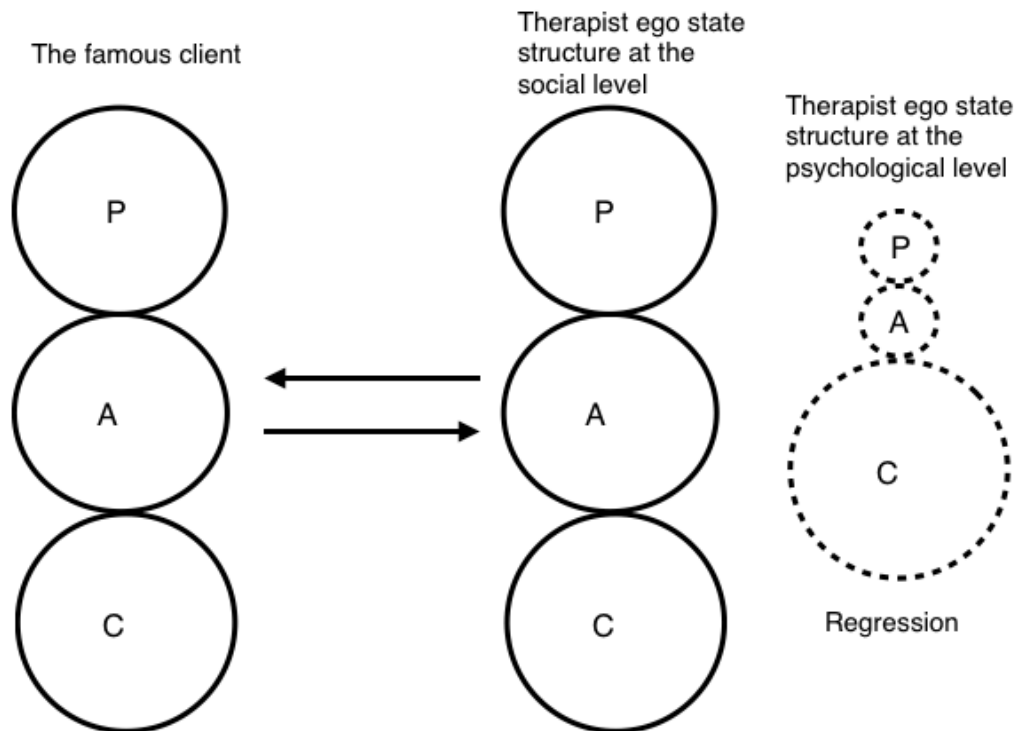 The famous client
Therapist ego state
structure at the
social level
Therapist ego state
structure at the
psychological level
P
P
P
A
A
A
C
C
C
Regression